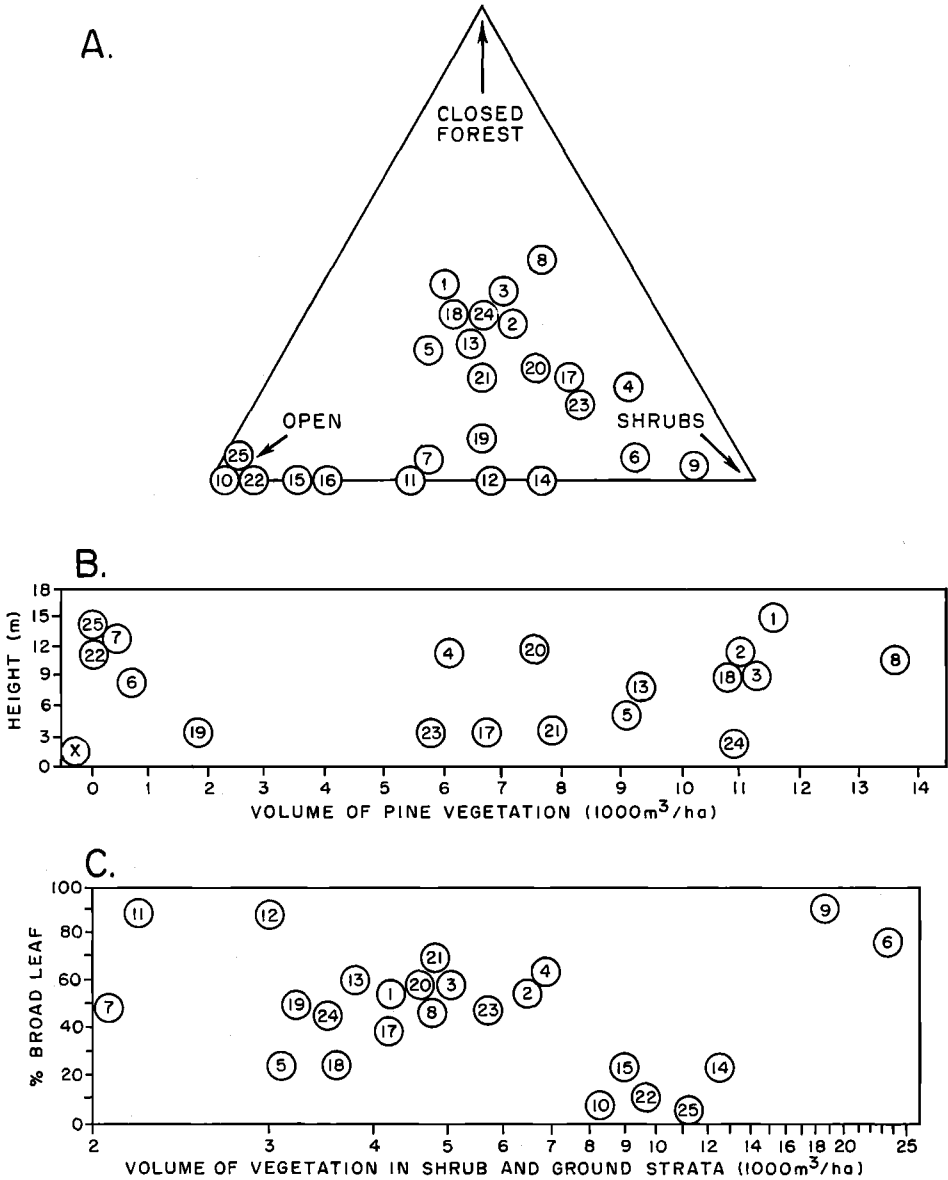 A.
CLOSED
FOREST
8
1
3
18 24 2
13
5
20
21 17
4
23
OPEN SHRUBS
19
25
7 6
9
10 22 15 16 11 12 14
B.
HEIGHT (m)
18
15
12
9
6
3
0
1
25
7
22 4 20 2
8
18 3
6 13
5
19 23 17 21
24
X
0 1 2 3 4 5 6 7 8 9 10 11 12 13 14
VOLUME OF PINE VEGETATION (1000m³/ha)
C.
% BROAD LEAF
100
80
60
40
20
0
11 12 9
6
21
4
13 20 3
1 2
7 19 24 8 23
17
5 18 15 14
10 22 25
2 3 4 5 6 7 8 9 10 12 14 16 18 20 25
VOLUME OF VEGETATION IN SHRUB AND GROUND STRATA (1000m³/ha)